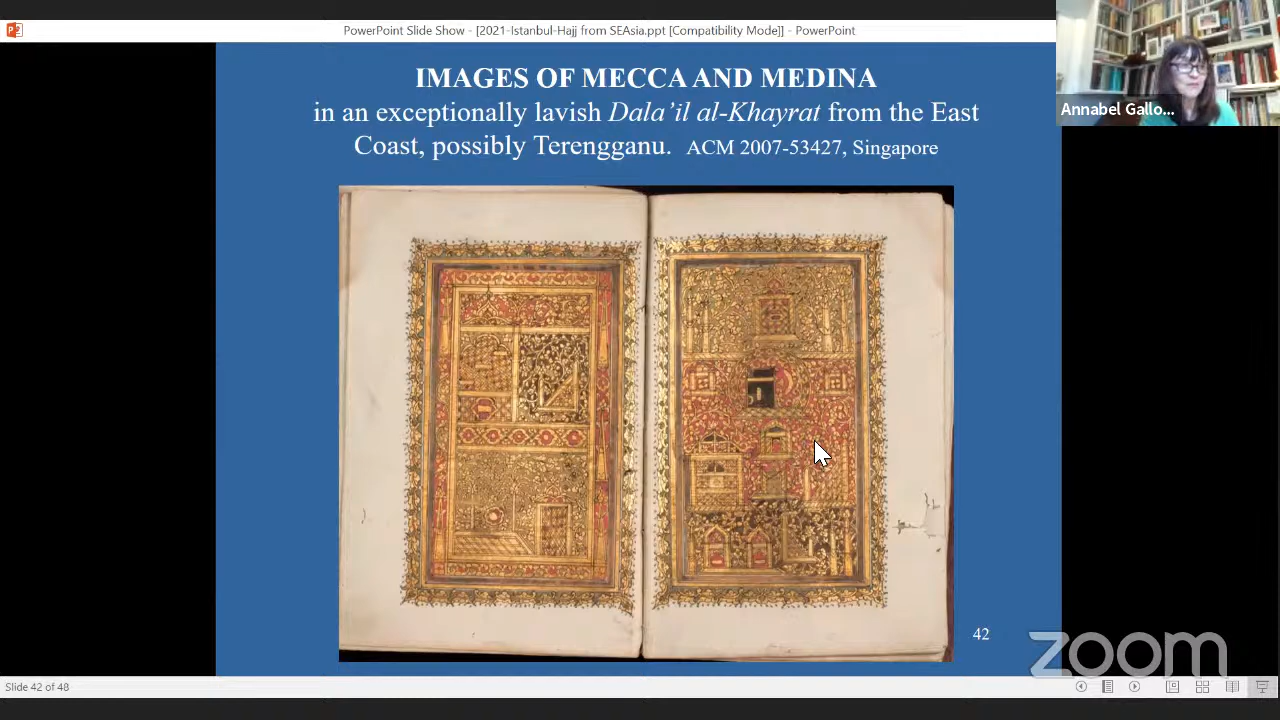 PowerPoint Slide Show - [2021-Istanbul-Hajj from SEAsia.ppt [Compatibility Mode]] - PowerPoint
Annabel Gallo...
IMAGES OF MECCA AND MEDINA
in an exceptionally lavish Dala’il al-Khayrat from the East
Coast, possibly Terengganu. ACM 2007-53427, Singapore
42
zoom
Slide 42 of 48